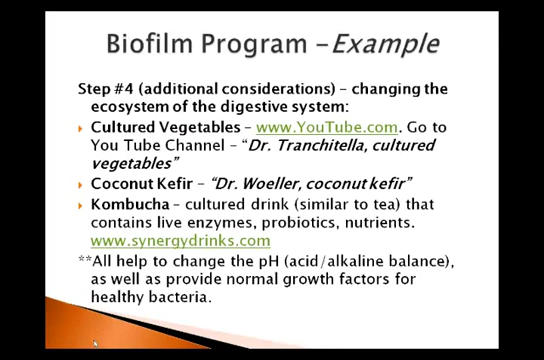 Biofilm Program –Example
Step #4 (additional considerations) – changing the
ecosystem of the digestive system:
Cultured Vegetables – www.YouTube.com. Go to
You Tube Channel – “Dr. Tranchitella, cultured
vegetables”
Coconut Kefir – “Dr. Woeller, coconut kefir”
Kombucha – cultured drink (similar to tea) that
contains live enzymes, probiotics, nutrients.
www.synergydrinks.com
**All help to change the pH (acid/alkaline balance),
as well as provide normal growth factors for
healthy bacteria.